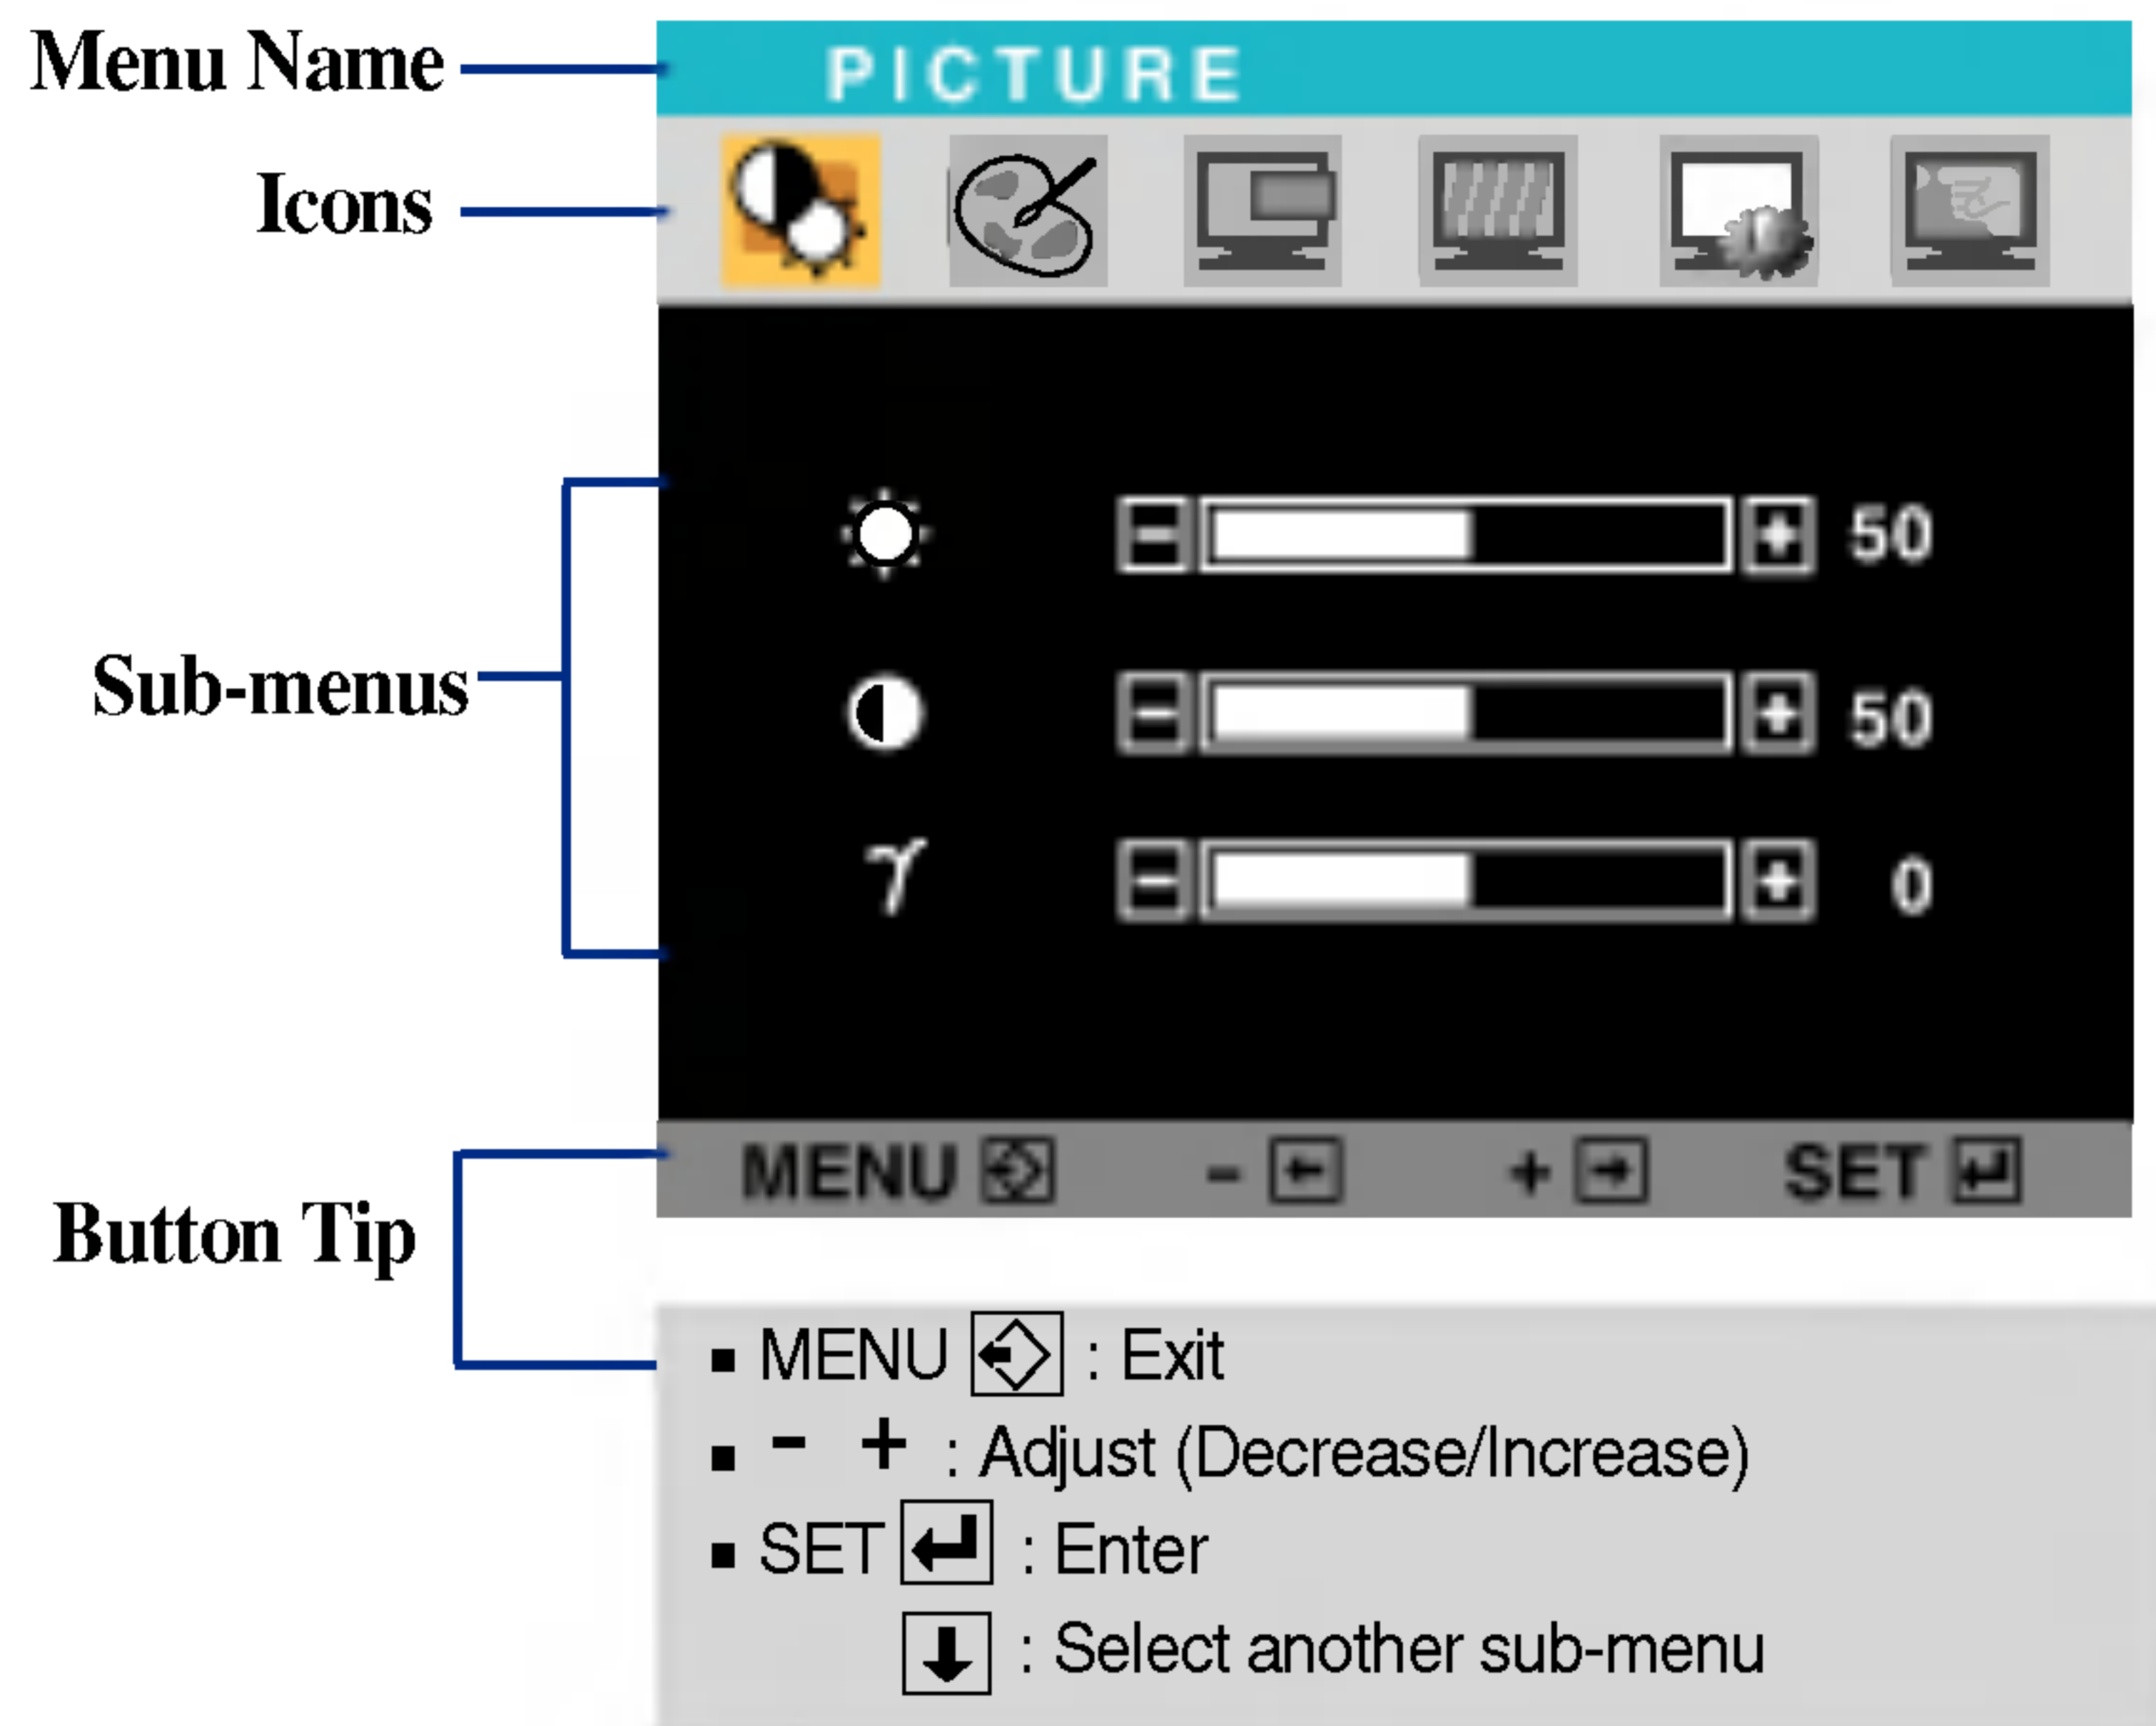 Menu Name
PICTURE
Icons
50
Sub-menus
50
γ 0
MENU - + SET
Button Tip
▪ MENU : Exit
▪ - + : Adjust (Decrease/Increase)
▪ SET : Enter
: Select another sub-menu